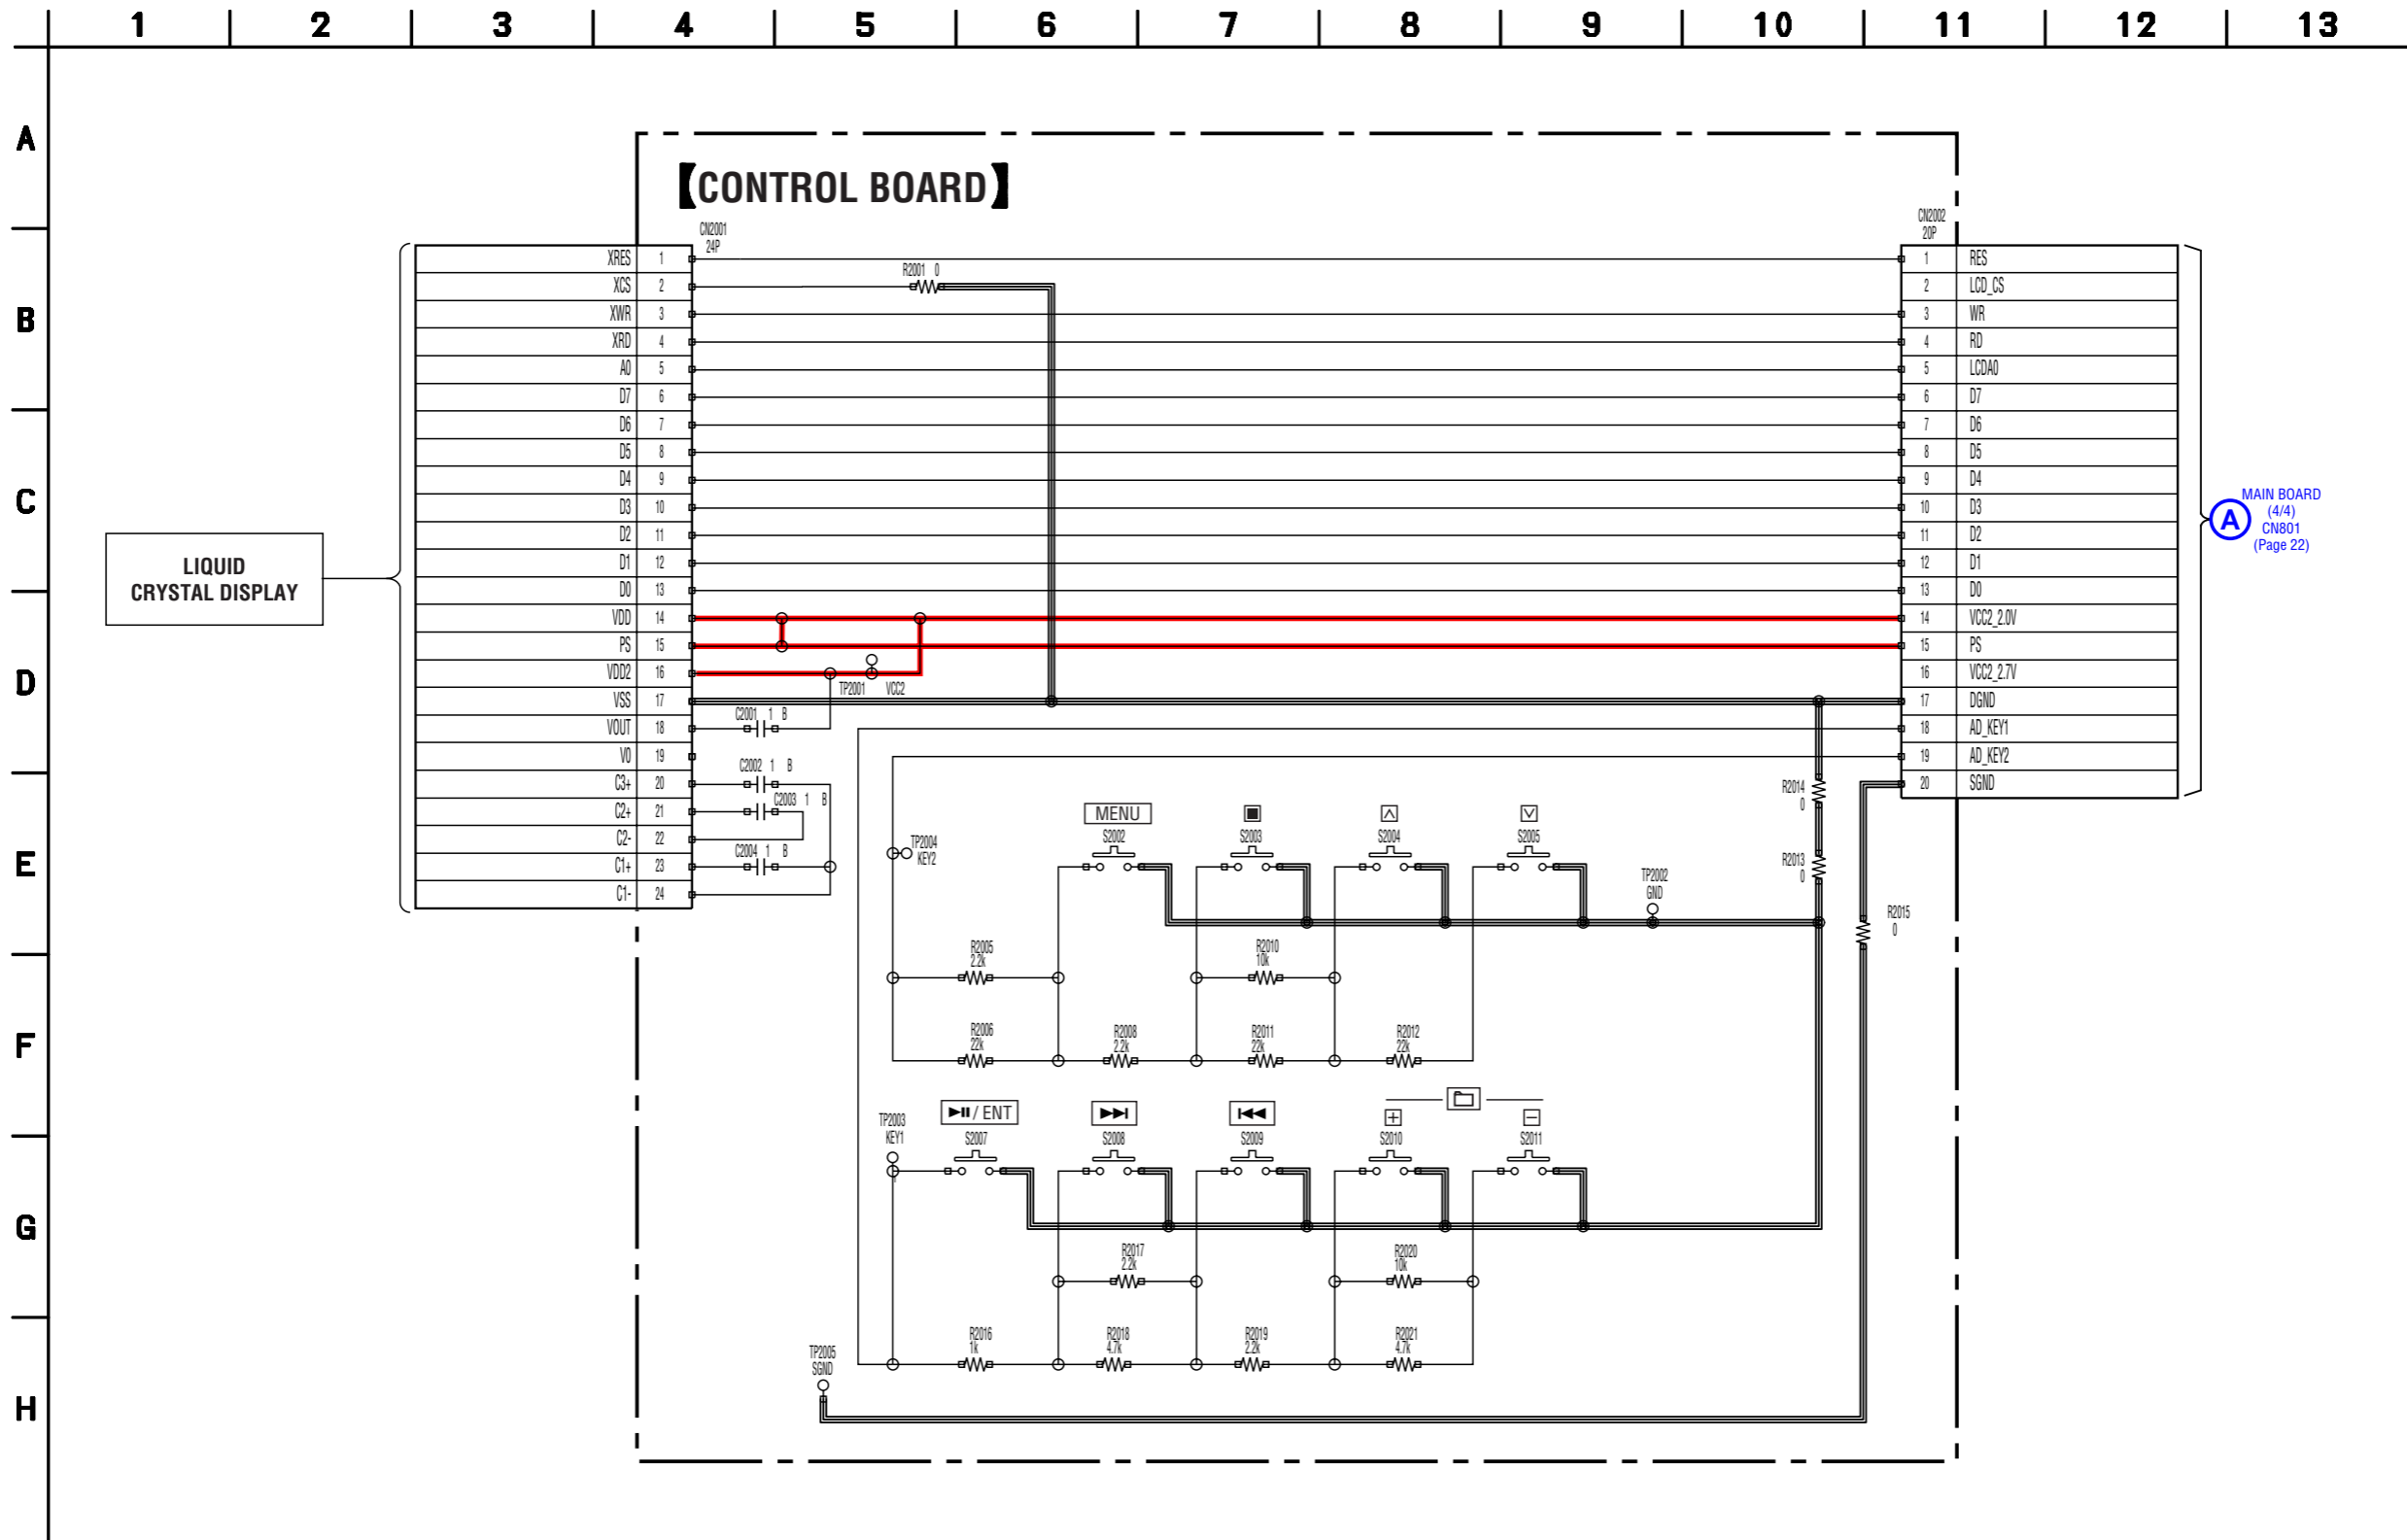 1 2 3 4 5 6 7 8 9 10 11 12 13
A
B
C
D
E
F
G
H
【CONTROL BOARD】
LIQUID
CRYSTAL DISPLAY
CN2001
24P
XRES 1
XCS 2
XWR 3
XRD 4
A0 5
D7 6
D6 7
D5 8
D4 9
D3 10
D2 11
D1 12
D0 13
VDD 14
PS 15
VDD2 16
VSS 17
VOUT 18
V0 19
C3+ 20
C2+ 21
C2- 22
C1+ 23
C1- 24
R2001 0
TP2001 VCC2
C2001 1 B
C2002 1 B
C2003 1 B
C2004 1 B
CN2002
20P
1 RES
2 LCD_CS
3 WR
4 RD
5 LCDA0
6 D7
7 D6
8 D5
9 D4
10 D3
11 D2
12 D1
13 D0
14 VCC2_2.0V
15 PS
16 VCC2_2.7V
17 DGND
18 AD_KEY1
19 AD_KEY2
20 SGND
A
MAIN BOARD
(4/4)
CN801
(Page 22)
R2014
0
R2013
0
R2015
0
TP2004
KEY2
MENU
S2002
S2003
S2004
S2005
TP2002
GND
R2005
2.2k
R2010
10k
R2006
22k
R2008
2.2k
R2011
22k
R2012
22k
TP2003
KEY1
/ ENT
S2007
S2008
S2009
S2010
S2011
R2017
2.2k
R2020
10k
R2016
1k
R2018
4.7k
R2019
2.2k
R2021
4.7k
TP2005
SGND